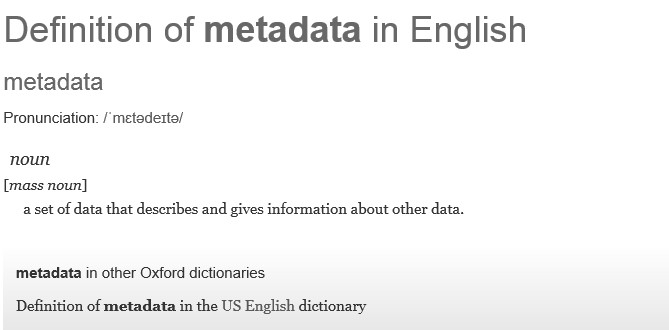 Definition of metadata in English
metadata
Pronunciation: /ˈmɛtədeɪtə/
noun
[mass noun]
a set of data that describes and gives information about other data.
metadata in other Oxford dictionaries
Definition of metadata in the US English dictionary